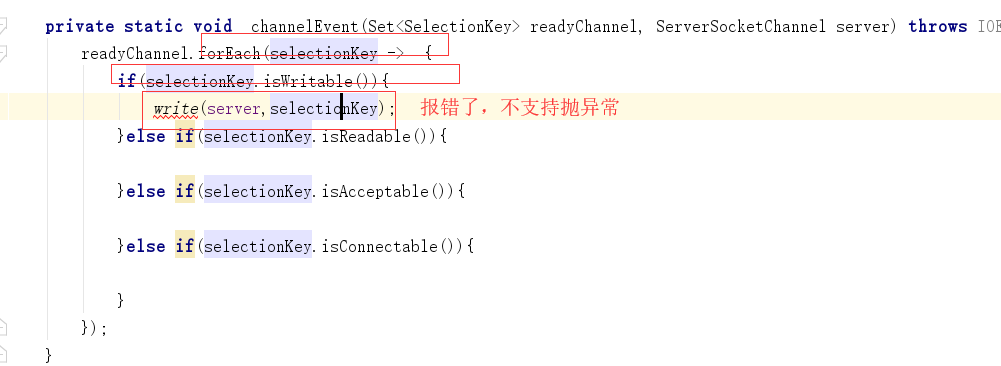 private static void channelEvent(Set<SelectionKey> readyChannel, ServerSocketChannel server) throws IOE
readyChannel.forEach(selectionKey -> {
if(selectionKey.isWritable()){
write(server,selectionKey); 报错了，不支持抛异常
}else if(selectionKey.isReadable()){
}else if(selectionKey.isAcceptable()){
}else if(selectionKey.isConnectable()){
}
});
}